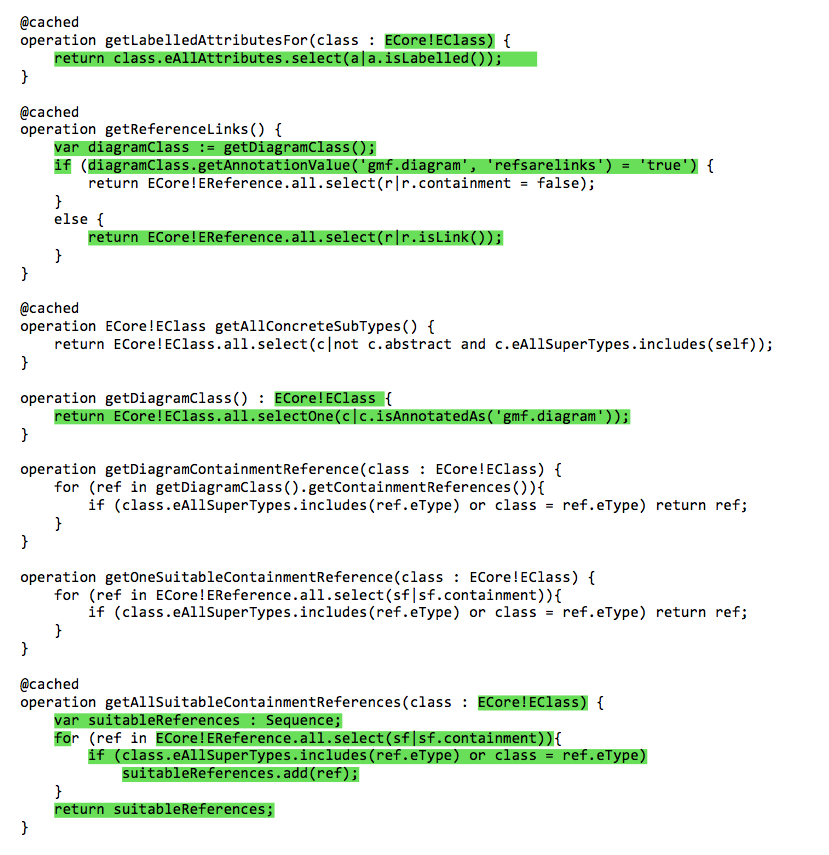 @cached
operation getLabelledAttributesFor(class : ECore!EClass) {
    return class.eAllAttributes.select(a|a.isLabelled());
}

@cached
operation getReferenceLinks() {
    var diagramClass := getDiagramClass();
    if (diagramClass.getAnnotationValue('gmf.diagram', 'refsarelinks') = 'true') {
        return ECore!EReference.all.select(r|r.containment = false);
    }
    else {
        return ECore!EReference.all.select(r|r.isLink());
    }
}

@cached
operation ECore!EClass getAllConcreteSubTypes() {
    return ECore!EClass.all.select(c|not c.abstract and c.eAllSuperTypes.includes(self));
}

operation getDiagramClass() : ECore!EClass {
    return ECore!EClass.all.selectOne(c|c.isAnnotatedAs('gmf.diagram'));
}

operation getDiagramContainmentReference(class : ECore!EClass) {
    for (ref in getDiagramClass().getContainmentReferences()){
        if (class.eAllSuperTypes.includes(ref.eType) or class = ref.eType) return ref;
    }
}

operation getOneSuitableContainmentReference(class : ECore!EClass) {
    for (ref in ECore!EReference.all.select(sf|sf.containment)){
        if (class.eAllSuperTypes.includes(ref.eType) or class = ref.eType) return ref;
    }
}

@cached
operation getAllSuitableContainmentReferences(class : ECore!EClass) {
    var suitableReferences : Sequence;
    for (ref in ECore!EReference.all.select(sf|sf.containment)){
        if (class.eAllSuperTypes.includes(ref.eType) or class = ref.eType)
            suitableReferences.add(ref);
    }
    return suitableReferences;
}